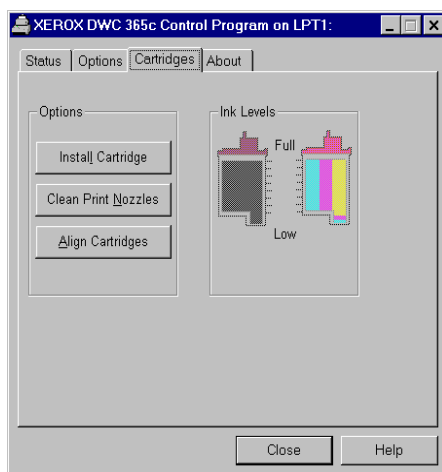 XEROX DWC 365c Control Program on LPT1:
Status Options Cartridges About
Options
Install Cartridge
Clean Print Nozzles
Align Cartridges
Ink Levels
Full
Low
Close Help